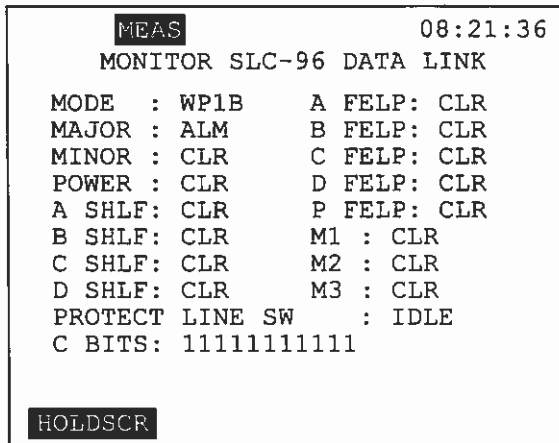 MEAS 08:21:36
MONITOR SLC-96 DATA LINK
MODE : WP1B A FELP: CLR
MAJOR : ALM B FELP: CLR
MINOR : CLR C FELP: CLR
POWER : CLR D FELP: CLR
A SHLF: CLR P FELP: CLR
B SHLF: CLR M1 : CLR
C SHLF: CLR M2 : CLR
D SHLF: CLR M3 : CLR
PROTECT LINE SW : IDLE
C BITS: 11111111111
HOLDSCR